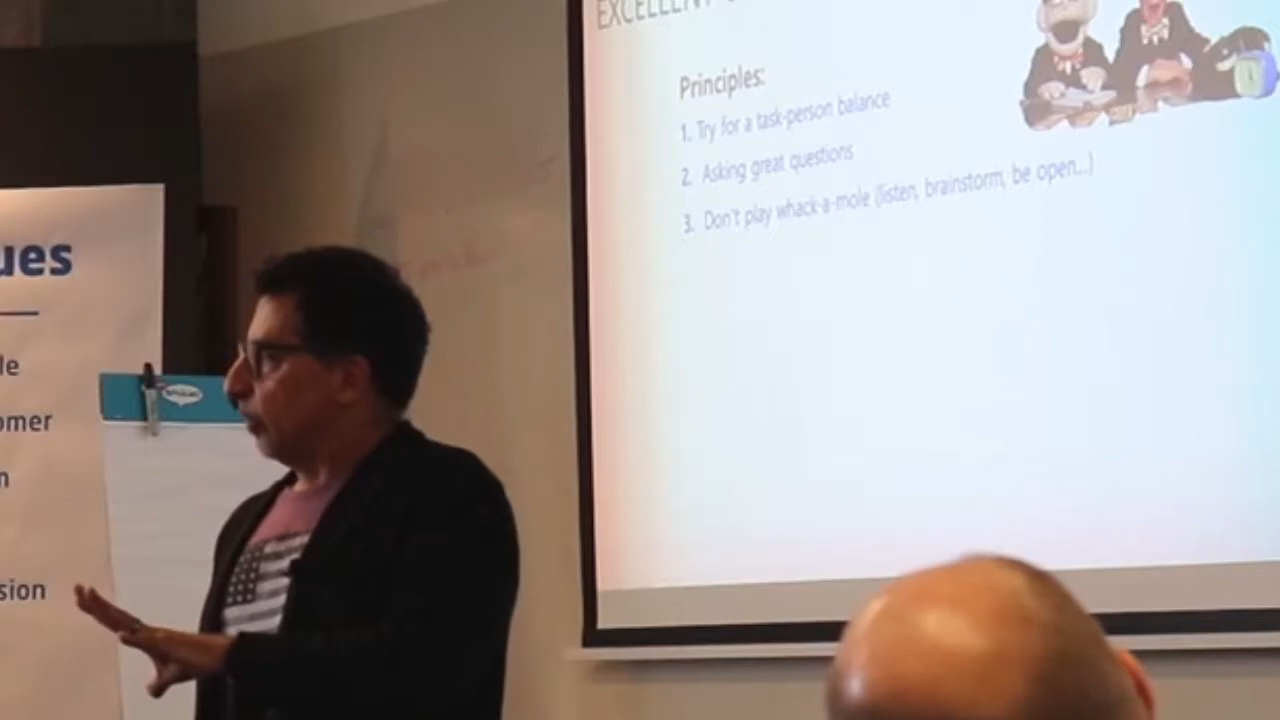 EXCELLENT
Principles:
1. Try for a task-person balance
2. Asking great questions
3. Don't play whack-a-mole (listen, brainstorm, be open...)
ues
le
omer
n
sion